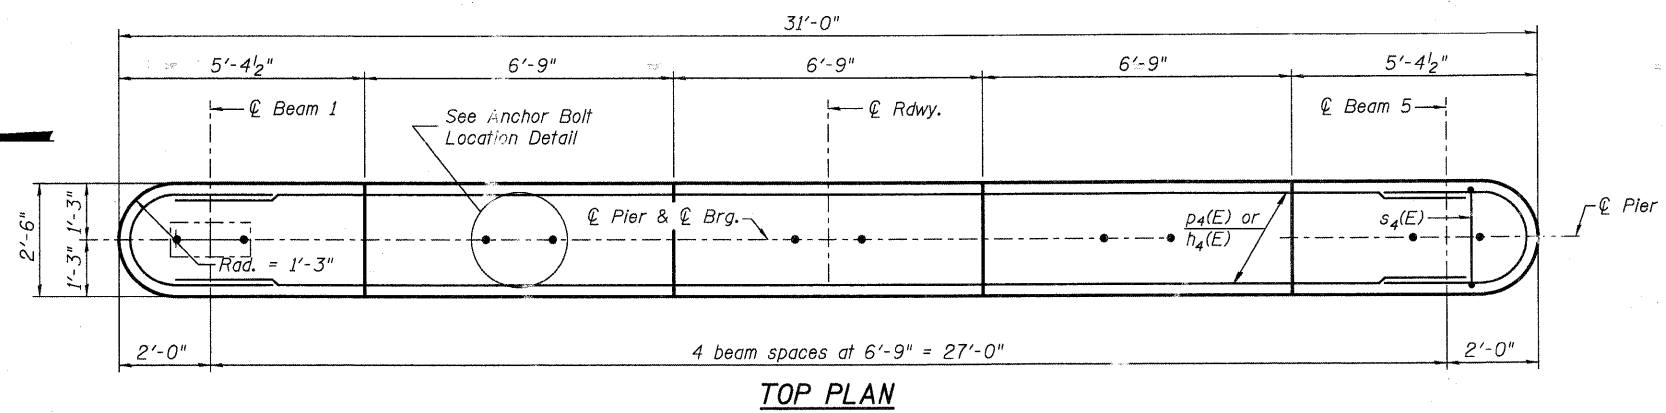 31'-0"
5'-4½"
6'-9"
6'-9"
6'-9"
5'-4½"
℄ Beam 1
See Anchor Bolt
Location Detail
℄ Rdwy.
℄ Beam 5
2'-6"
1'-3"
1'-3"
℄ Pier & ℄ Brg.
p4(E) or
h4(E)
s4(E)
℄ Pier
Rad. = 1'-3"
2'-0"
4 beam spaces at 6'-9" = 27'-0"
2'-0"
TOP PLAN